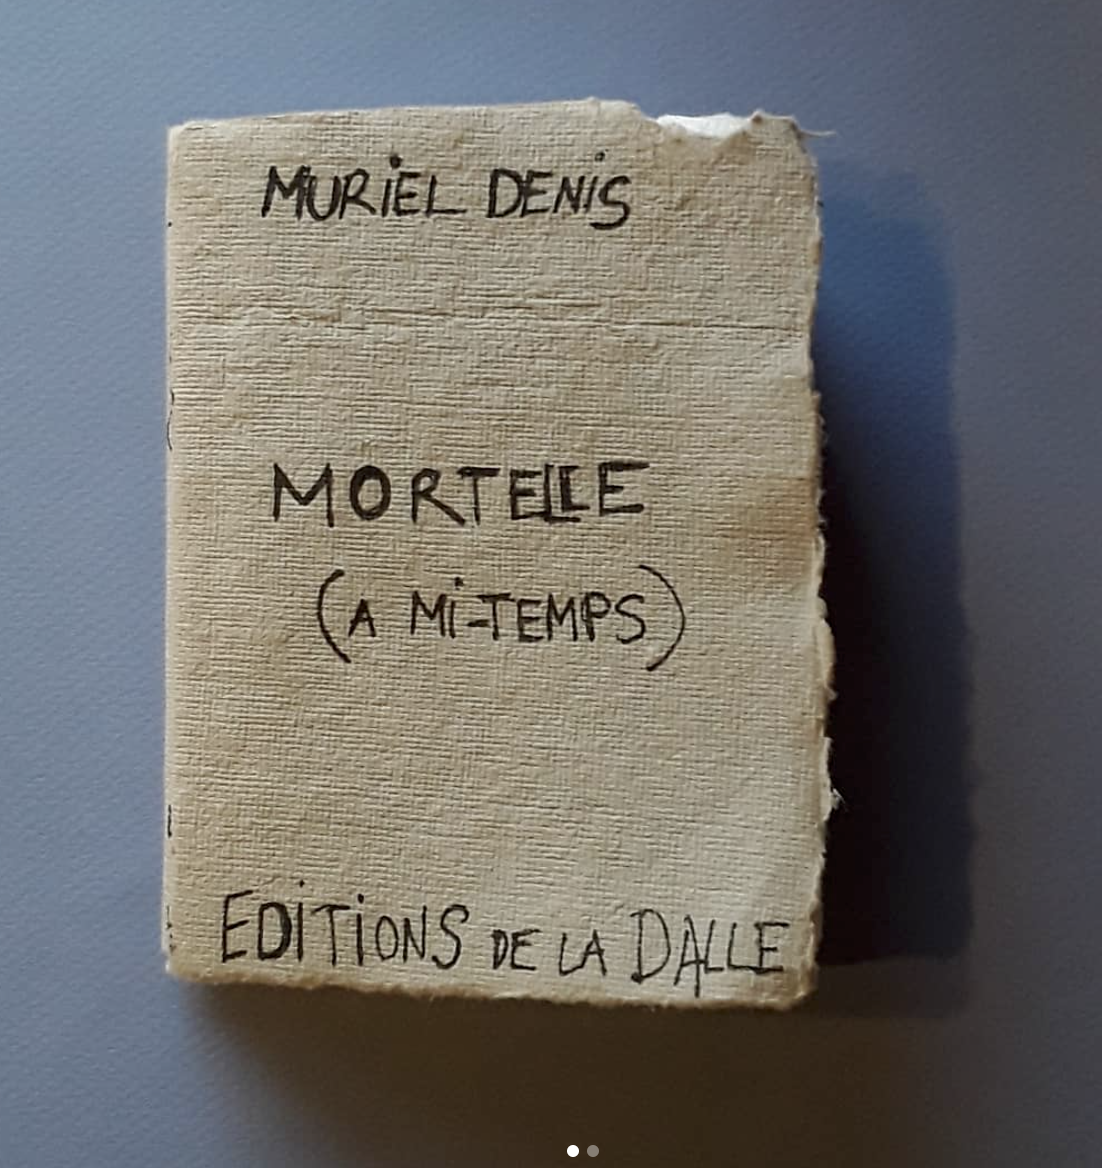 MURiEL DENiS
MORTELLE
(A Mi-TEMPS)
EDiTiONS DE LA DALLE